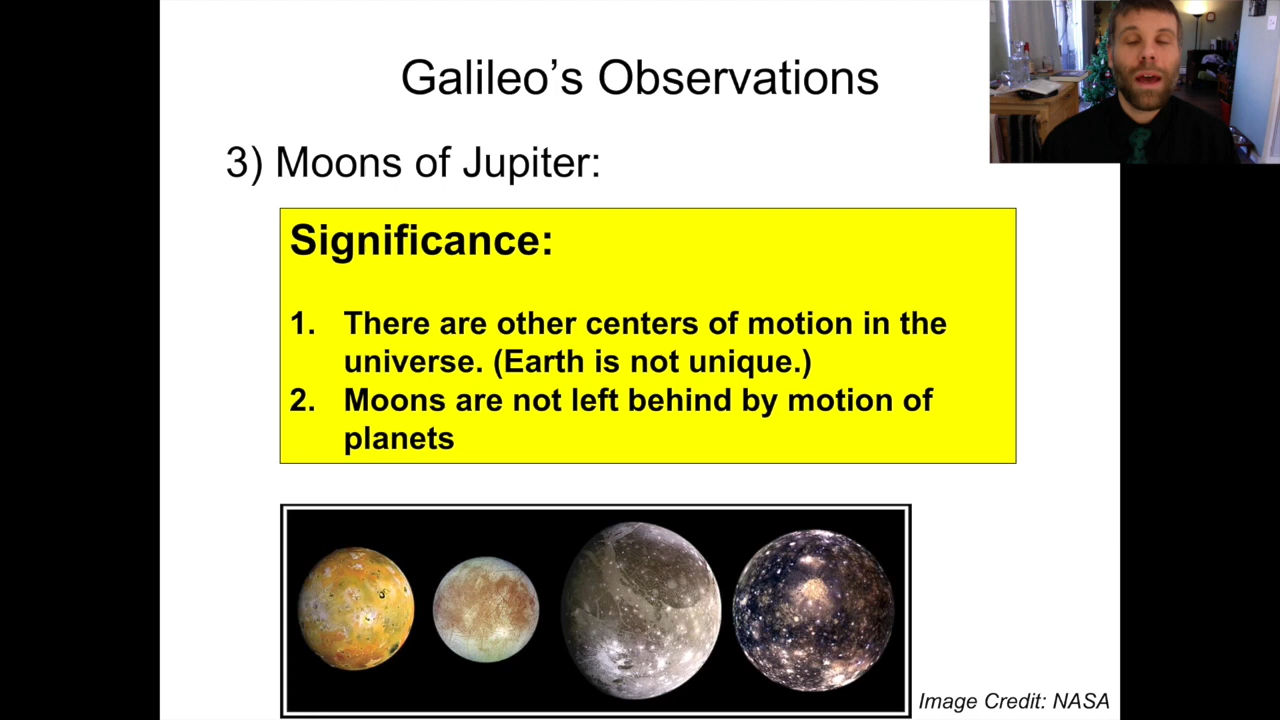 Galileo’s Observations
3) Moons of Jupiter:
Significance:
1. There are other centers of motion in the
universe. (Earth is not unique.)
2. Moons are not left behind by motion of
planets
Image Credit: NASA